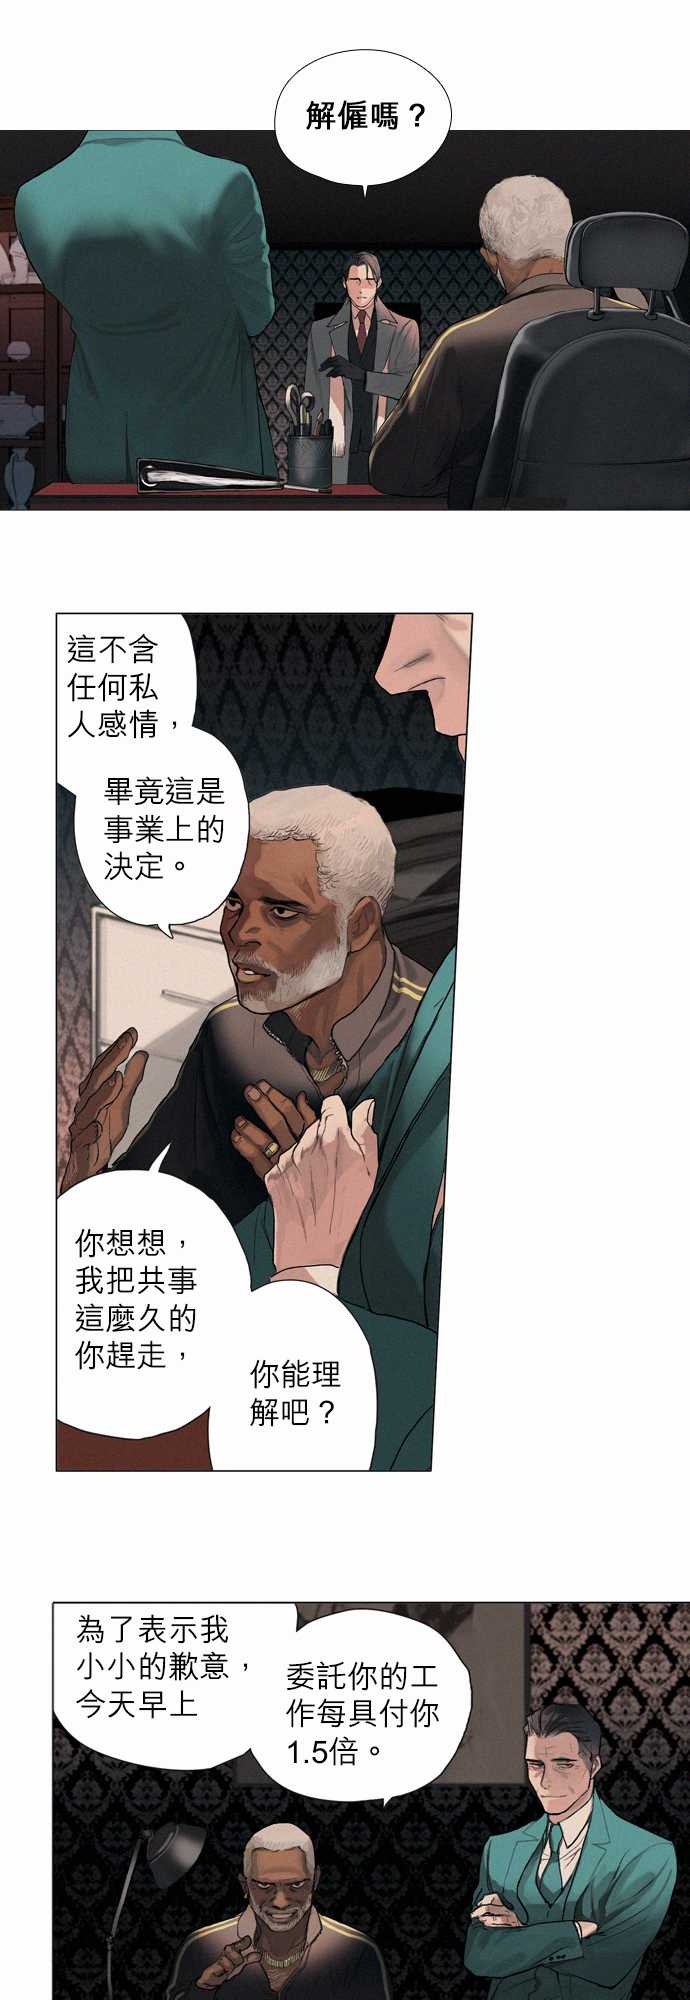 解僱嗎？
這不含
任何私
人感情，
畢竟這是
事業上的
決定。
你想想，
我把共事
這麼久的
你趕走，
你能理
解吧？
為了表示我
小小的歉意，
今天早上
委託你的工
作每具付你
1.5倍。